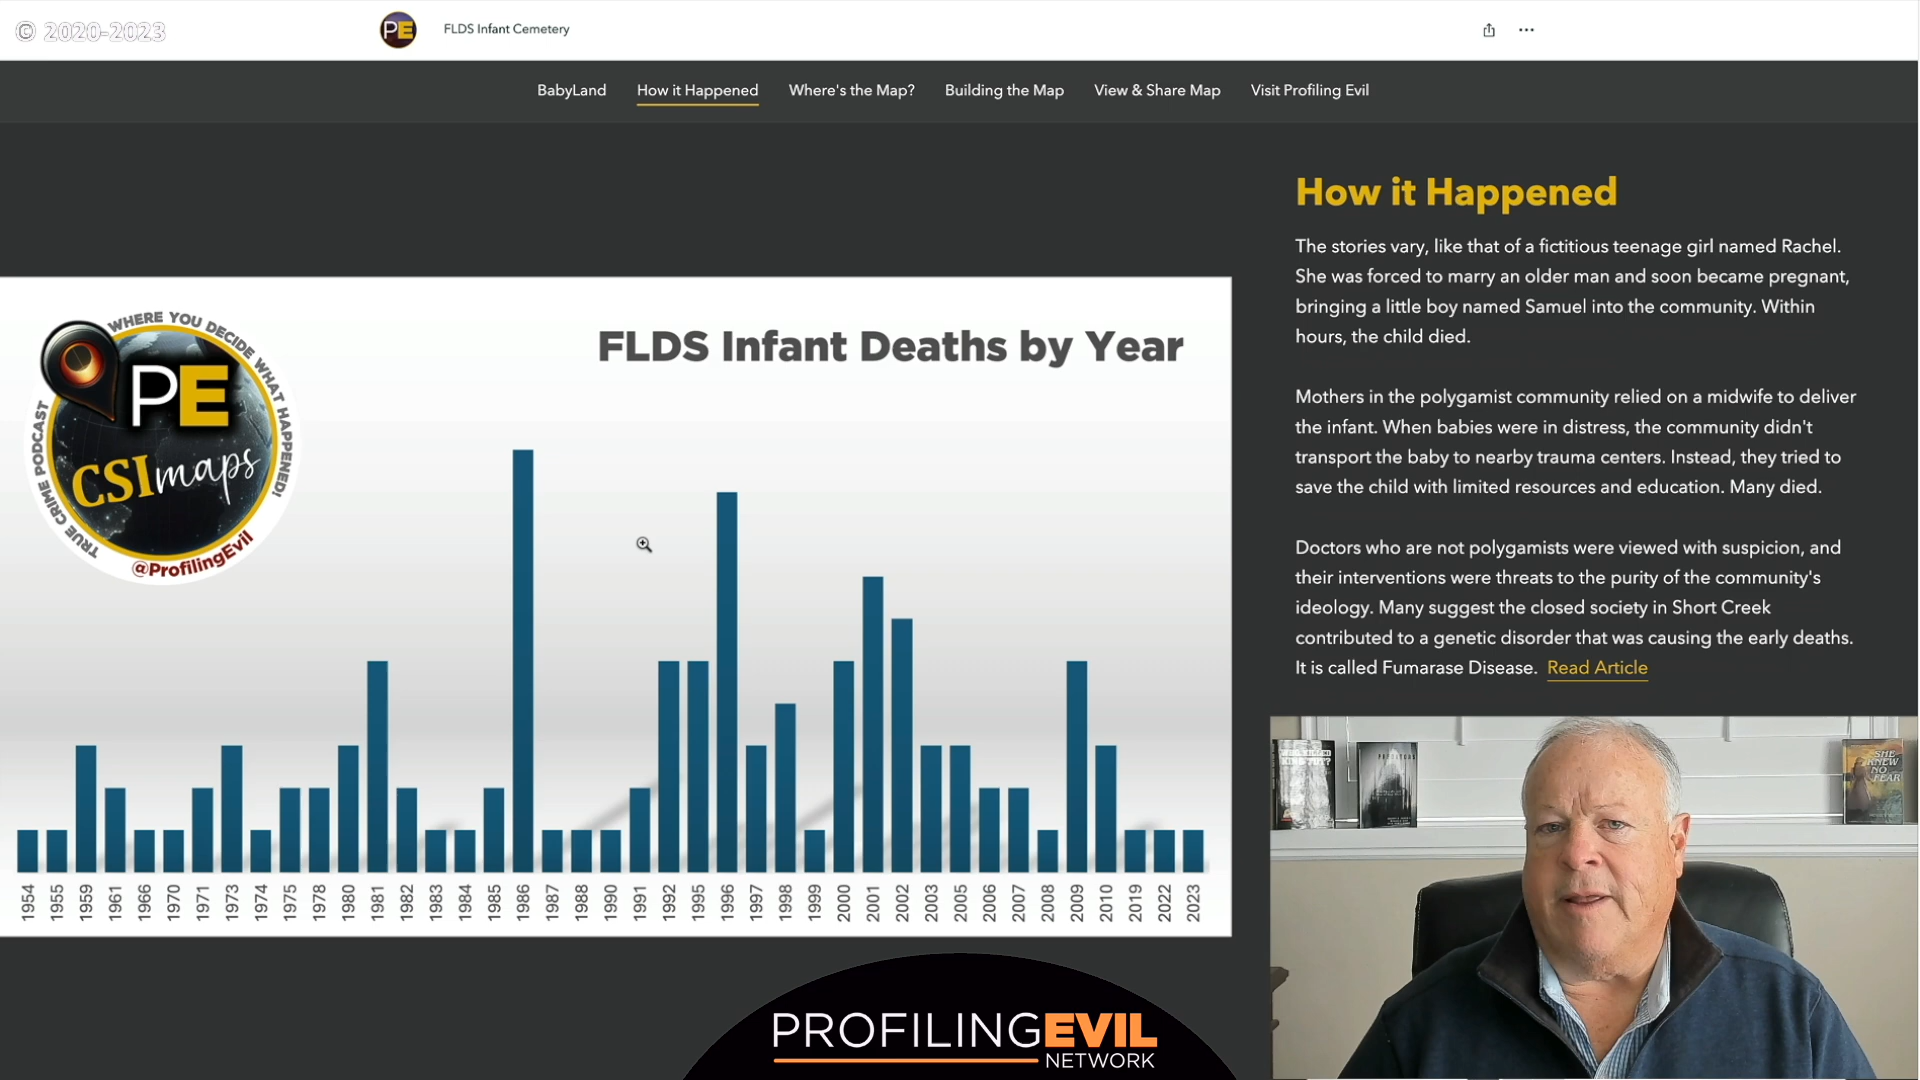 © 2020-2023
PE
FLDS Infant Cemetery
BabyLand
How it Happened
Where's the Map?
Building the Map
View & Share Map
Visit Profiling Evil
FLDS Infant Deaths by Year
WHERE YOU DECIDE WHAT HAPPENED!
TRUE CRIME PODCAST
PE
CSImaps
@ProfilingEvil
1954 1955 1959 1961 1966 1970 1971 1973 1974 1975 1978 1980 1981 1982 1983 1984 1985 1986 1987 1988 1990 1991 1992 1995 1996 1997 1998 1999 2000 2001 2002 2003 2005 2006 2007 2008 2009 2010 2019 2022 2023
How it Happened
The stories vary, like that of a fictitious teenage girl named Rachel.
She was forced to marry an older man and soon became pregnant,
bringing a little boy named Samuel into the community. Within
hours, the child died.
Mothers in the polygamist community relied on a midwife to deliver
the infant. When babies were in distress, the community didn't
transport the baby to nearby trauma centers. Instead, they tried to
save the child with limited resources and education. Many died.
Doctors who are not polygamists were viewed with suspicion, and
their interventions were threats to the purity of the community's
ideology. Many suggest the closed society in Short Creek
contributed to a genetic disorder that was causing the early deaths.
It is called Fumarase Disease. Read Article
WHO KILLED
KING TUT?
PREDATORS
SHE
KNEW
NO
FEAR
PROFILINGEVIL
NETWORK